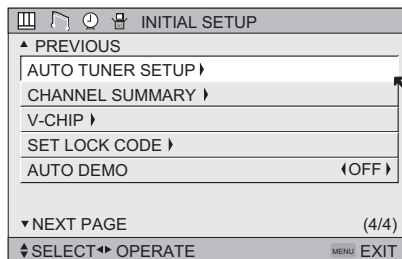 INITIAL SETUP
PREVIOUS
AUTO TUNER SETUP
CHANNEL SUMMARY
V-CHIP
SET LOCK CODE
AUTO DEMO OFF
NEXT PAGE (4/4)
SELECT OPERATE MENU EXIT